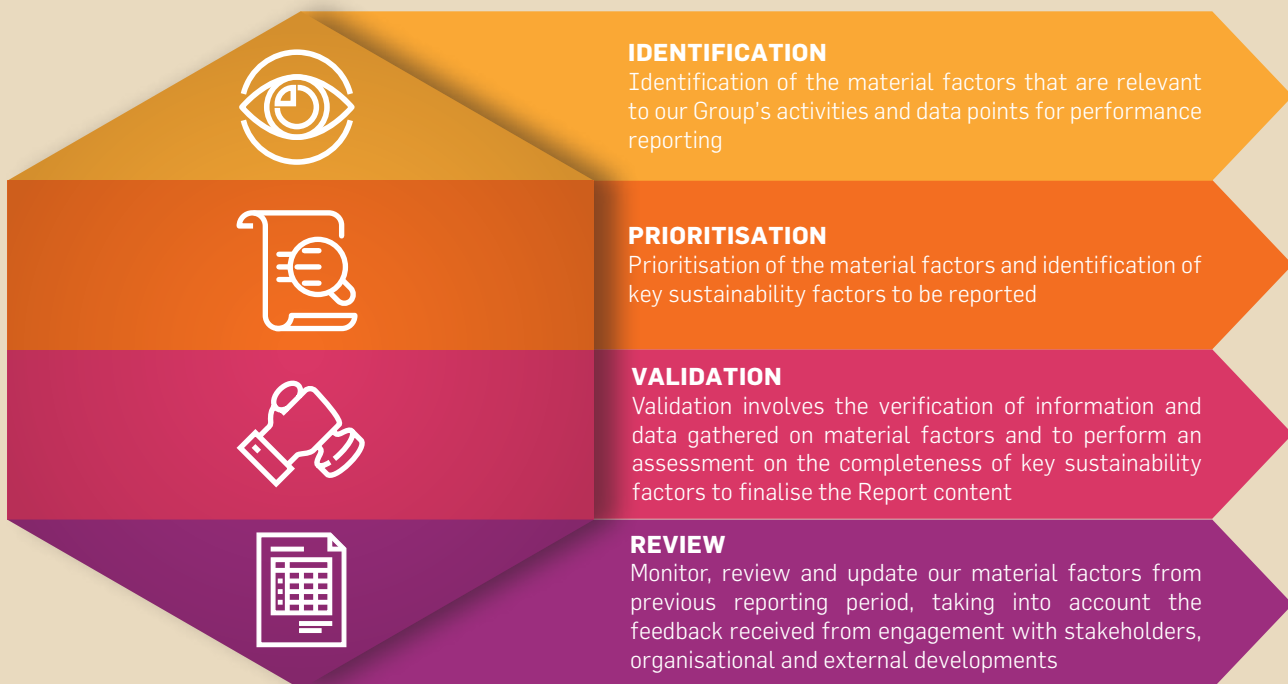 IDENTIFICATION
Identification of the material factors that are relevant
to our Group's activities and data points for performance
reporting
PRIORITISATION
Prioritisation of the material factors and identification of
key sustainability factors to be reported
VALIDATION
Validation involves the verification of information and
data gathered on material factors and to perform an
assessment on the completeness of key sustainability
factors to finalise the Report content
REVIEW
Monitor, review and update our material factors from
previous reporting period, taking into account the
feedback received from engagement with stakeholders,
organisational and external developments